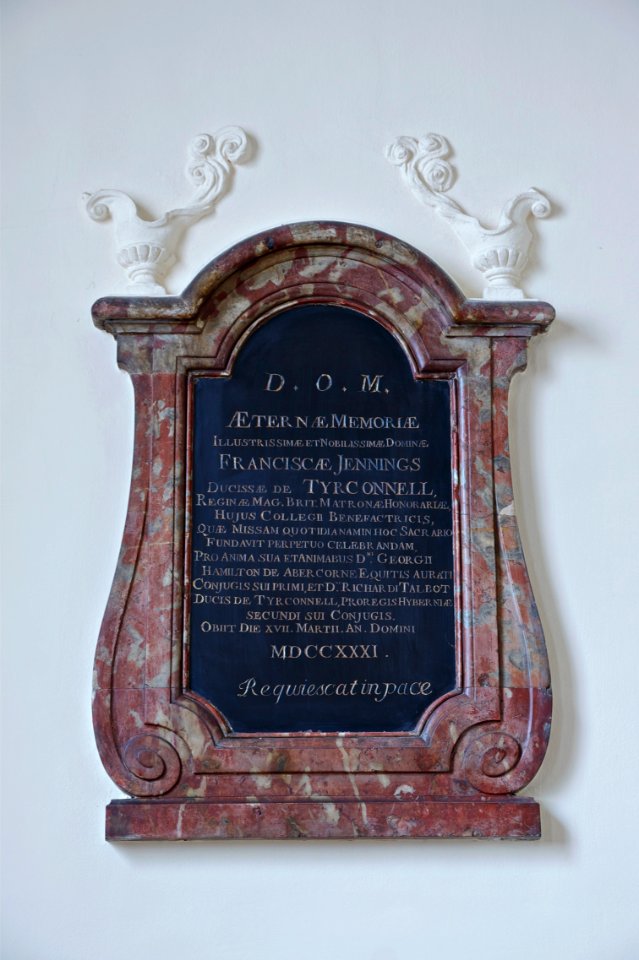 D. O. M.
ÆTERNÆ MEMORIÆ
ILLUSTRISSIMÆ ET NOBILISSIMÆ DOMINÆ
FRANCISCÆ JENNINGS
DUCISSÆ DE TYRCONNELL,
REGINÆ MAG. BRIT. MATRONÆ HONORARIÆ,
HUJUS COLLEGII BENEFACTRICIS,
QUÆ MISSAM QUOTIDIANAM IN HOC SACRARIO
FUNDAVIT PERPETUO CELEBRANDAM,
PRO ANIMA SUA ET ANIMABUS D.NI GEORGII
HAMILTON DE ABERCORNE EQUITIS AURATI
CONJUGIS SUI PRIMI, ET D.NI RICHARDI TALBOT
DUCIS DE TYRCONNELL, PROREGIS HYBERNIÆ
SECUNDI SUI CONJUGIS.
OBIIT DIE XVII. MARTII. AN. DOMINI
MDCCXXXI.
Requiescat in pace